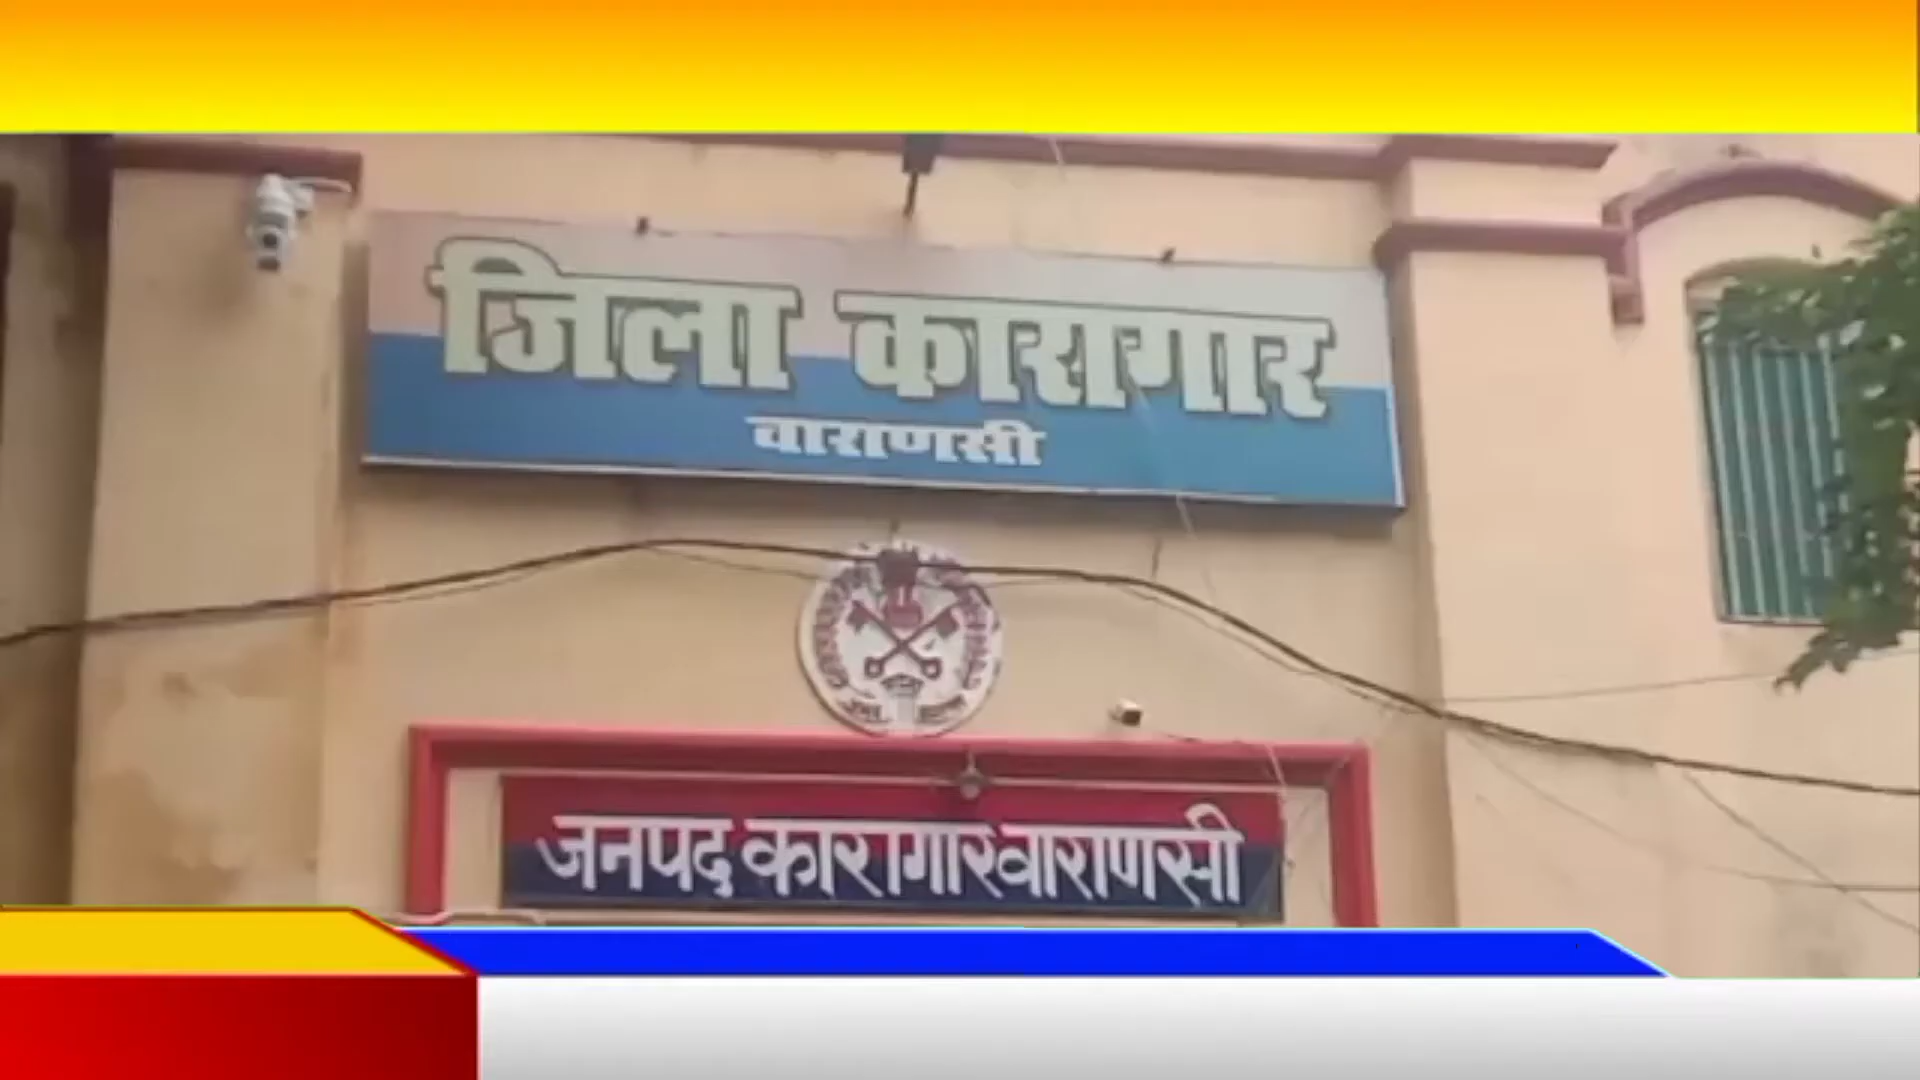 जिला कारागार
वाराणसी
जनपद कारागार वाराणसी